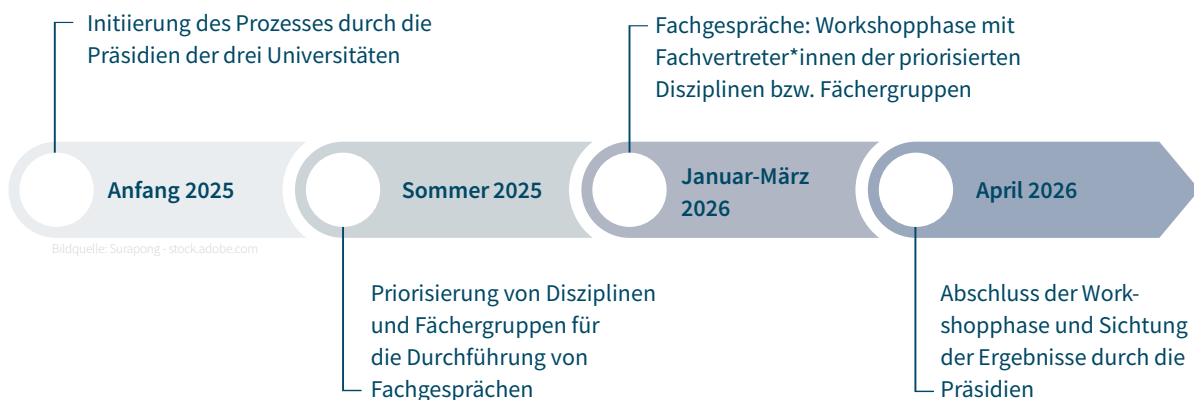 Initiierung des Prozesses durch die
Präsidien der drei Universitäten
Fachgespräche: Workshopphase mit
Fachvertreter*innen der priorisierten
Disziplinen bzw. Fächergruppen
Anfang 2025
Sommer 2025
Januar-März
2026
April 2026
Bildquelle: Surapong - stock.adobe.com
Priorisierung von Disziplinen
und Fächergruppen für
die Durchführung von
Fachgesprächen
Abschluss der Work-
shopphase und Sichtung
der Ergebnisse durch die
Präsidien